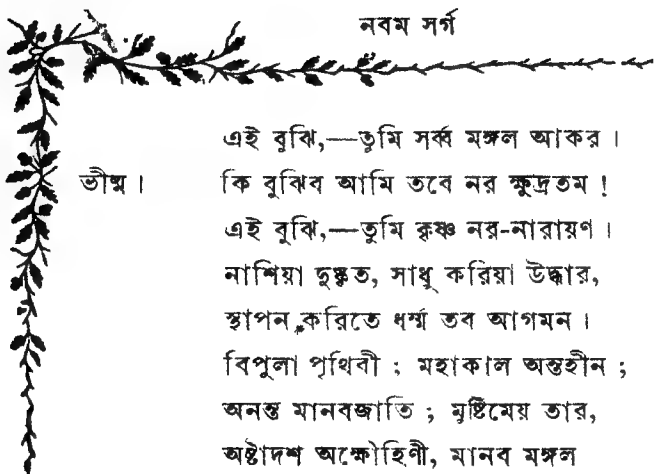 নবম সর্গ
এই বুঝি,—তুমি সর্ব্ব মঙ্গল আকর।
ভীষ্ম। কি বুঝিব আমি তবে নর ক্ষুদ্রতম!
এই বুঝি,—তুমি কৃষ্ণ নর-নারায়ণ।
নাশিয়া দুষ্কৃত, সাধু করিয়া উদ্ধার,
স্থাপন করিতে ধর্ম্ম তব আগমন।
বিপুলা পৃথিবী; মহাকাল অন্তহীন;
অনন্ত মানবজাতি; মুষ্টিমেয় তার,
অষ্টাদশ অক্ষৌহিণী, মানব মঙ্গল